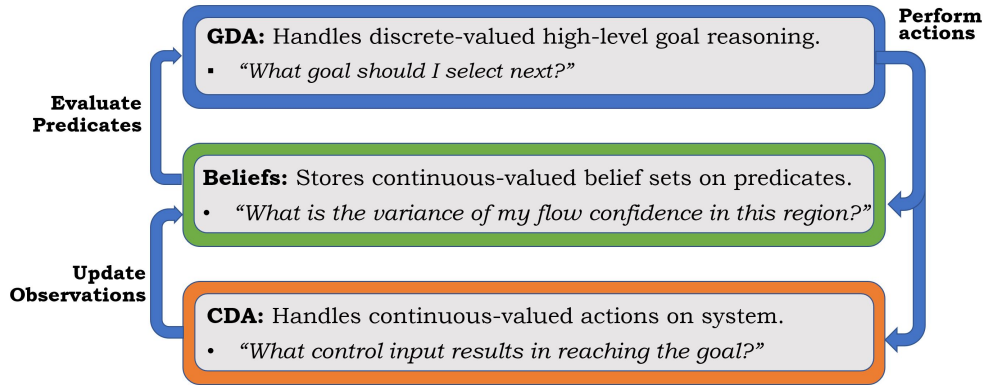 Perform
actions
GDA: Handles discrete-valued high-level goal reasoning.
▪ “What goal should I select next?”
Evaluate
Predicates
Beliefs: Stores continuous-valued belief sets on predicates.
• “What is the variance of my flow confidence in this region?”
Update
Observations
CDA: Handles continuous-valued actions on system.
• “What control input results in reaching the goal?”